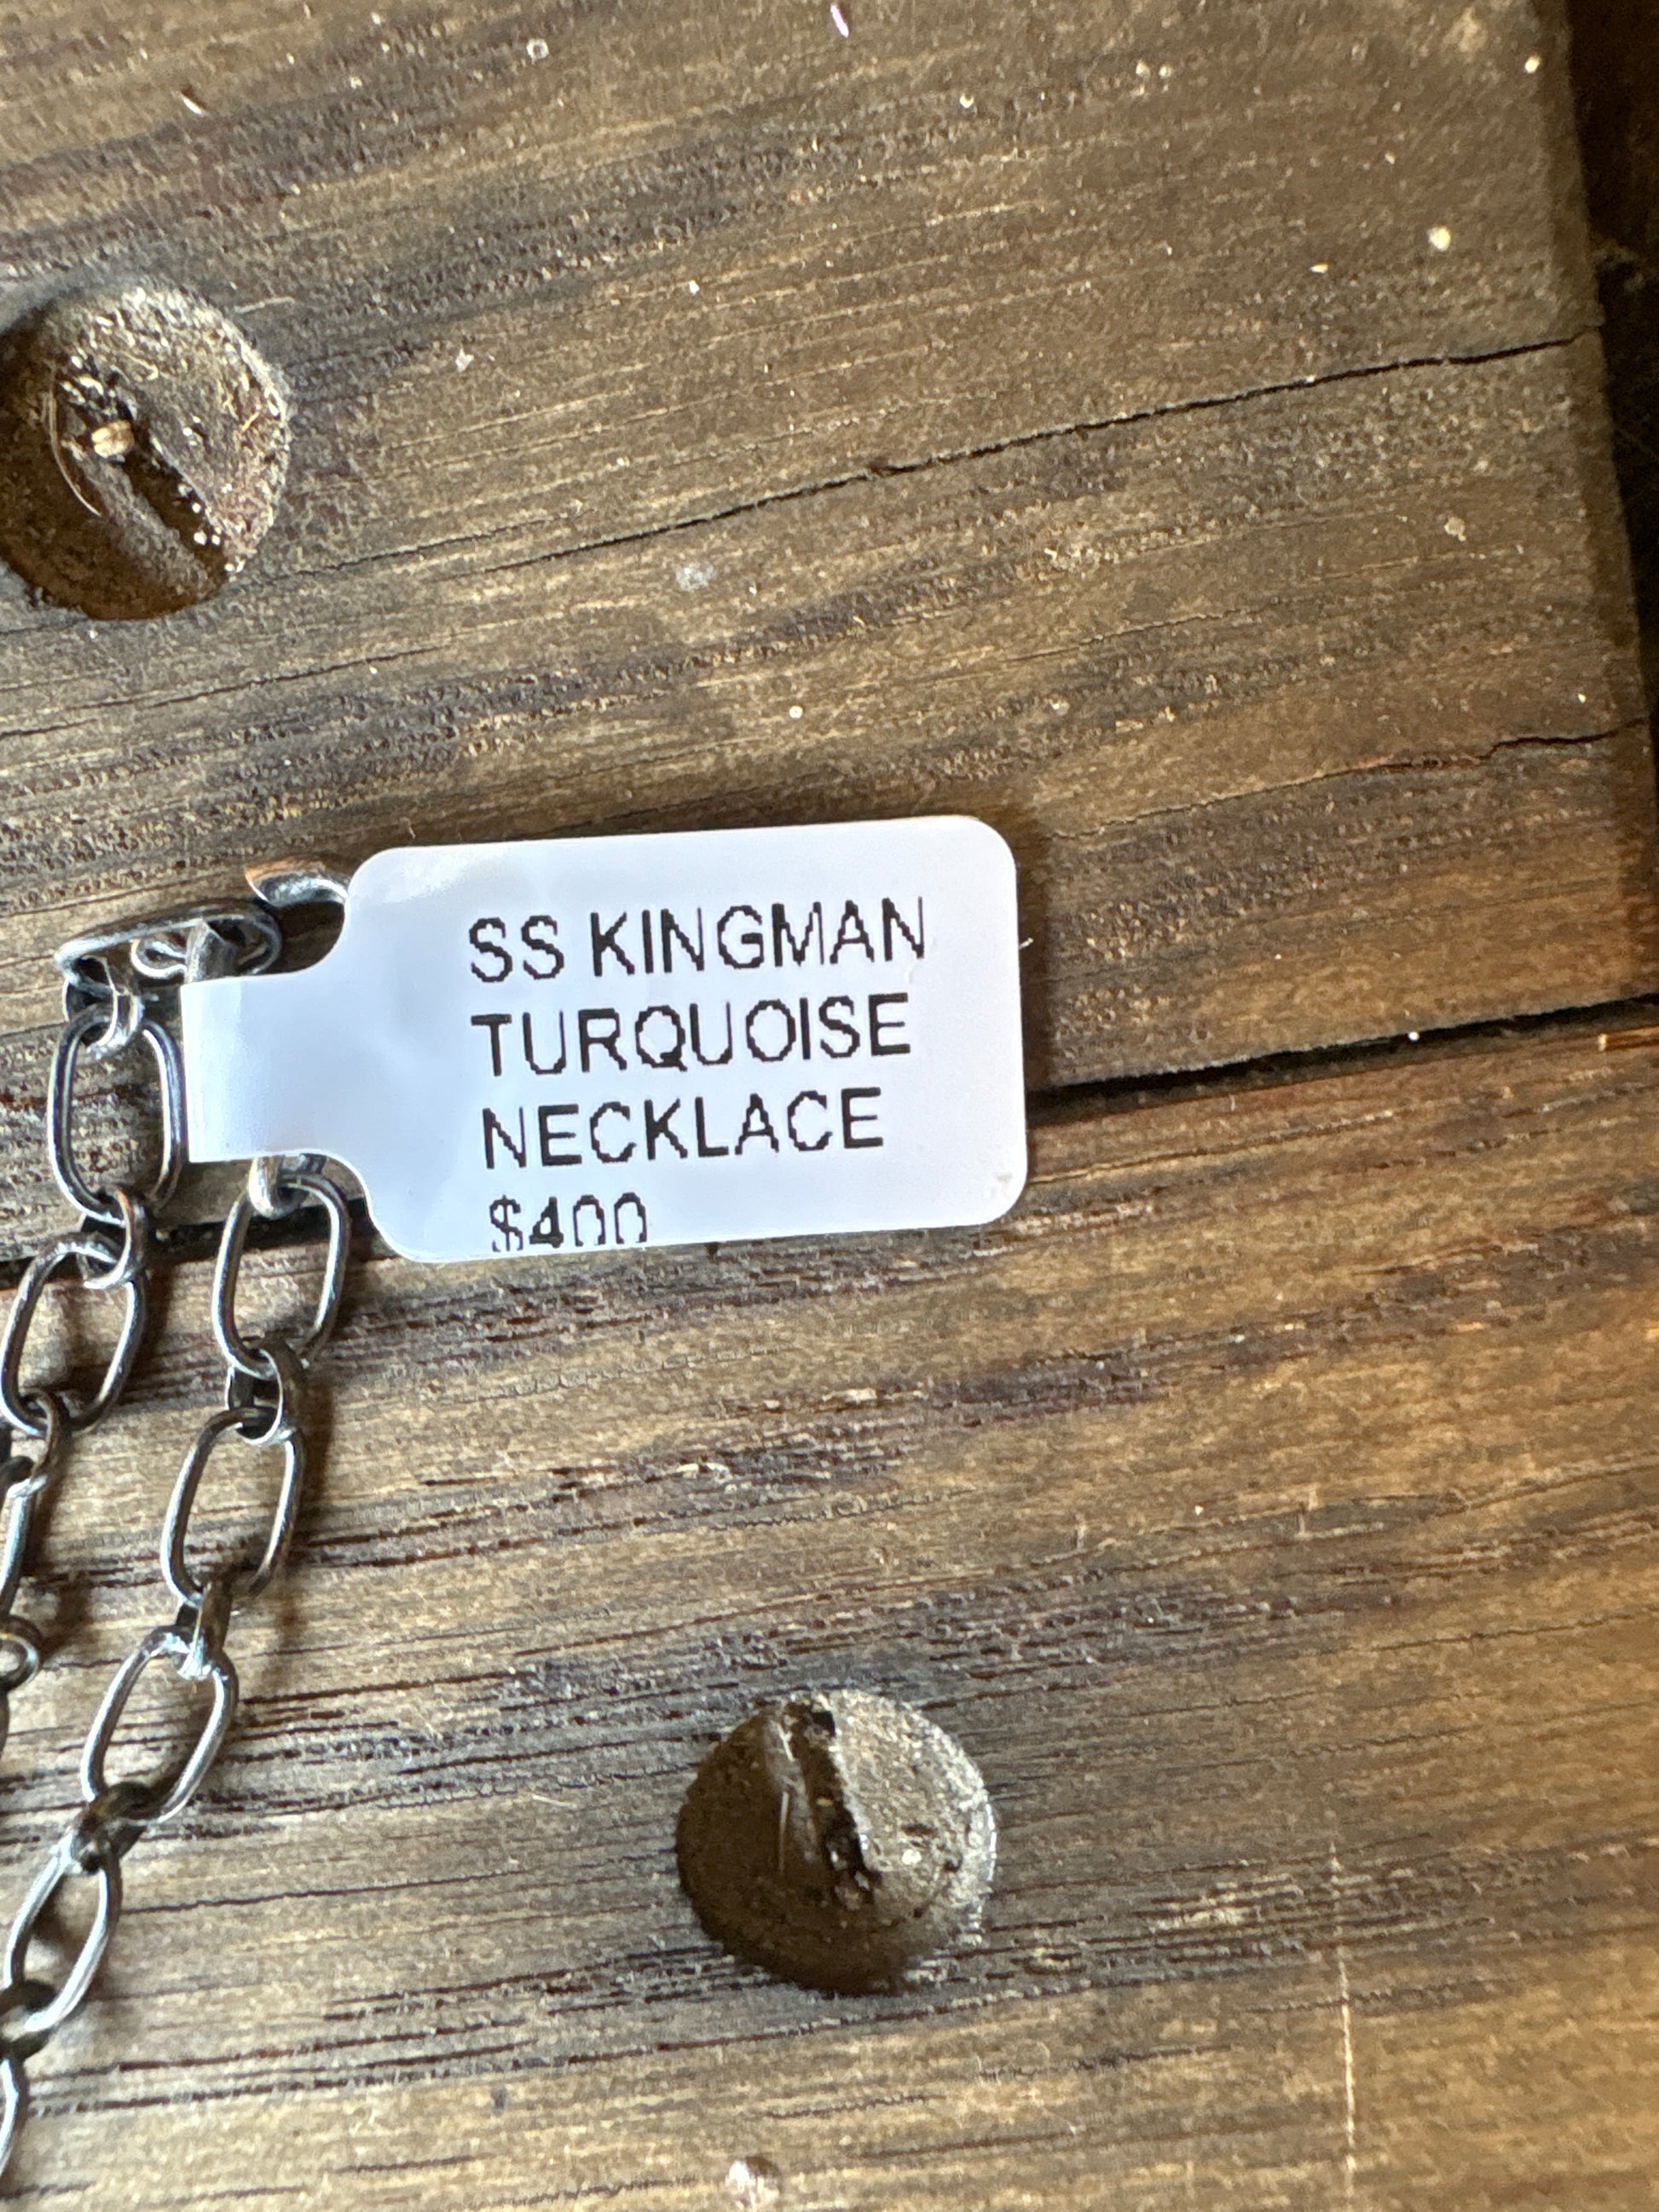 SS KINGMAN
TURQUOISE
NECKLACE
$400